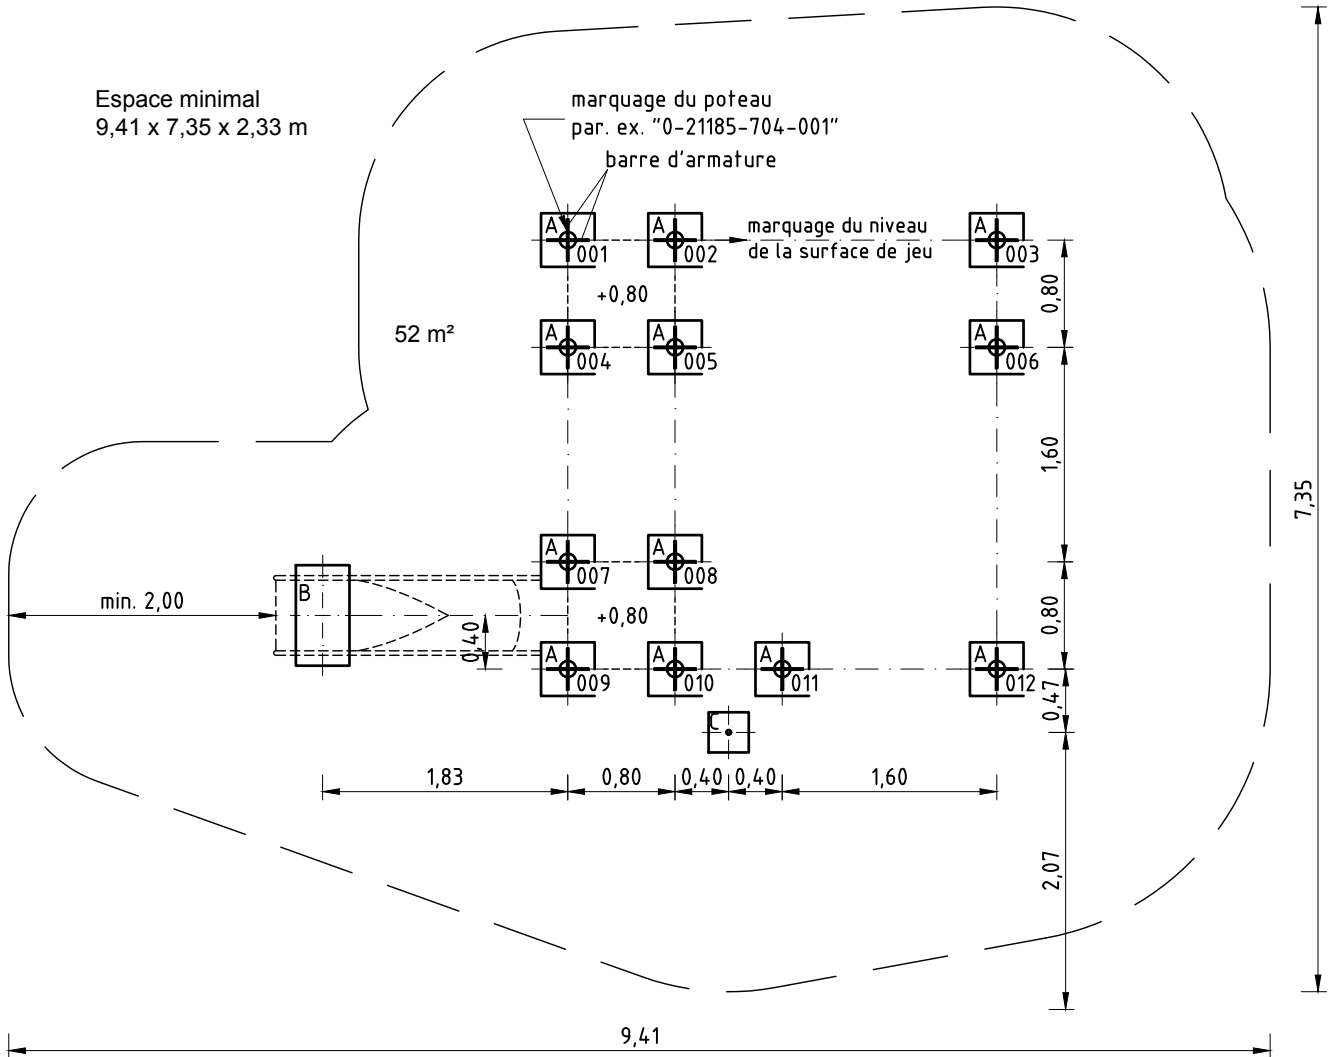 Espace minimal
9,41 x 7,35 x 2,33 m
marquage du poteau
par. ex. "0-21185-704-001"
barre d'armature
A
001
A
002
marquage du niveau
de la surface de jeu
A
003
+0,80
0,80
52 m²
A
004
A
005
A
006
1,60
7,35
A
007
A
008
B
min. 2,00
+0,80
0,40
0,80
A
009
A
010
A
011
A
012
0,47
C
1,83
0,80
0,40
0,40
1,60
2,07
9,41